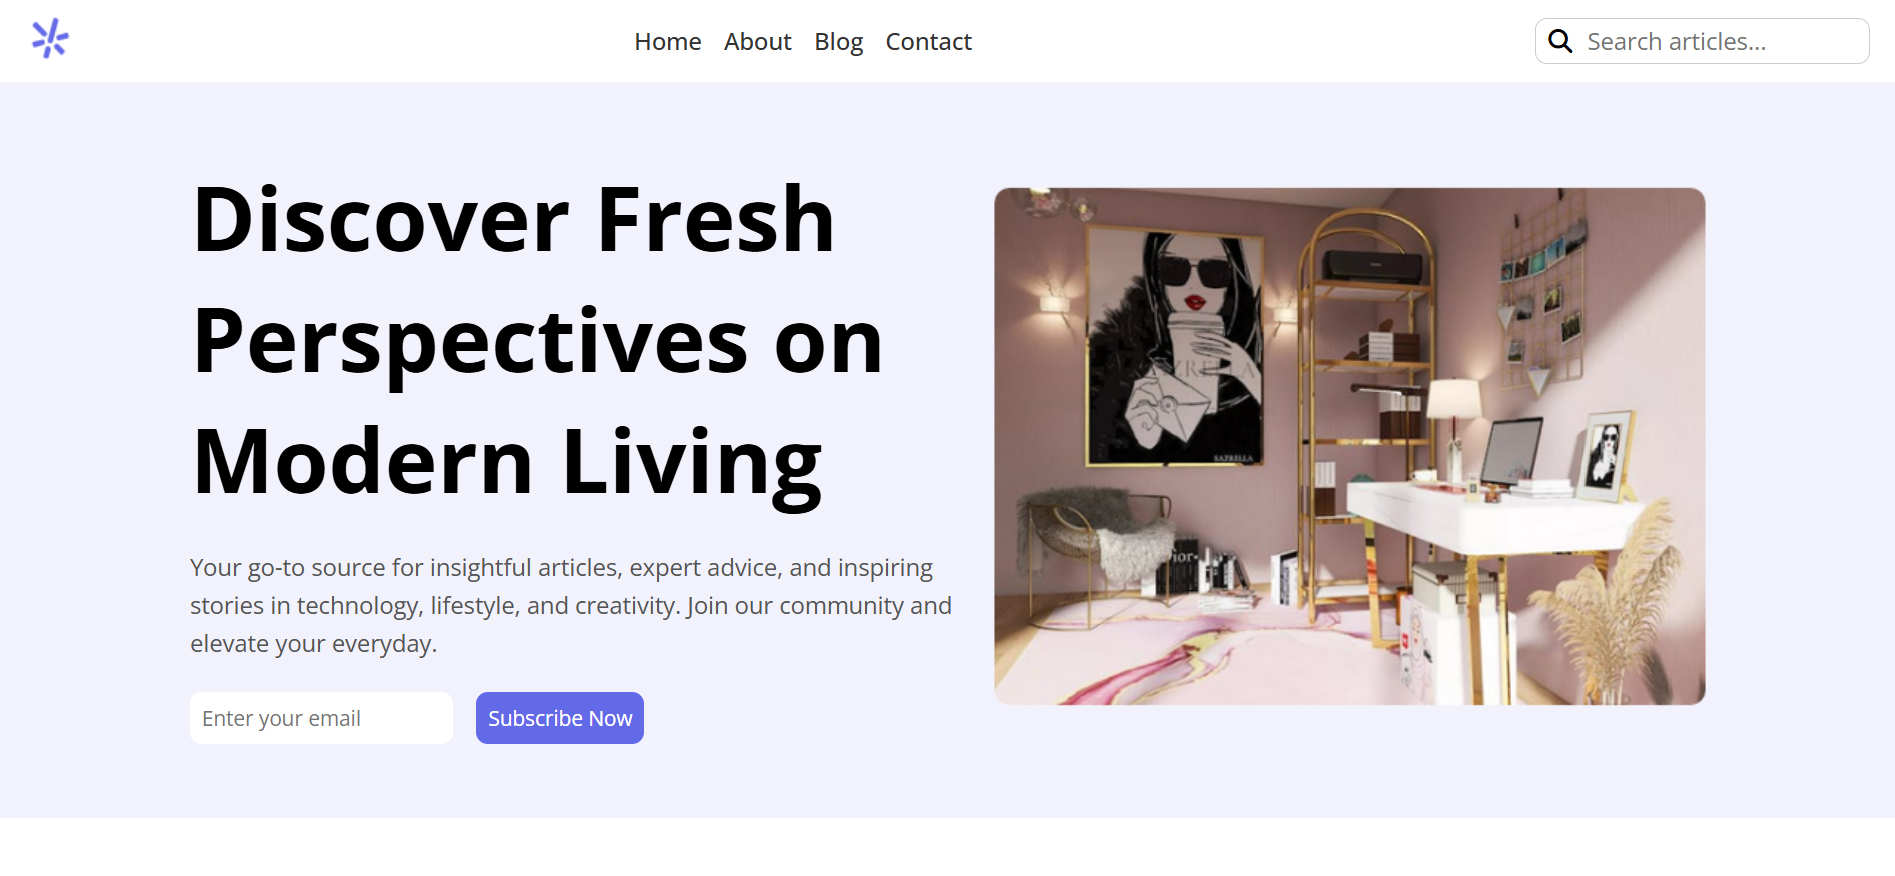 Home About Blog Contact
Search articles...
Discover Fresh
Perspectives on
Modern Living
Your go-to source for insightful articles, expert advice, and inspiring
stories in technology, lifestyle, and creativity. Join our community and
elevate your everyday.
Enter your email
Subscribe Now
SAZRELLA
Dior